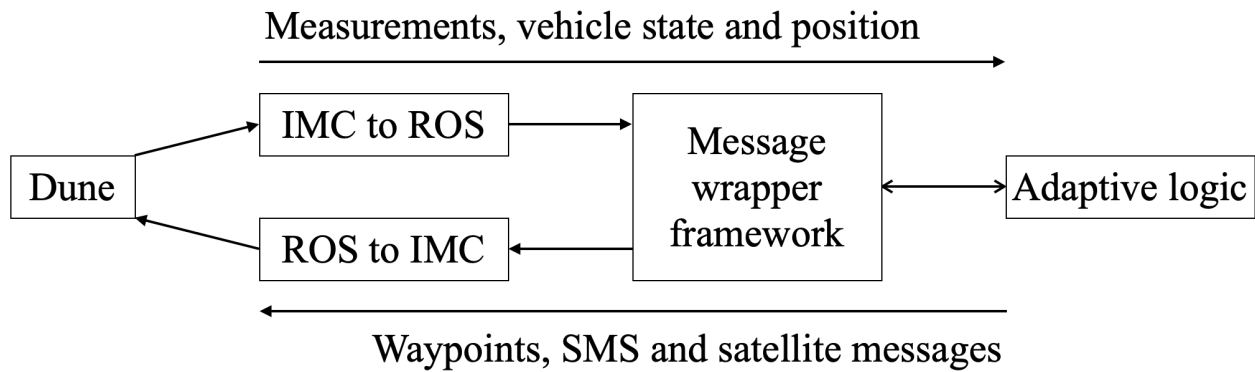 Measurements, vehicle state and position
IMC to ROS
Message
wrapper
framework
Dune
Adaptive logic
ROS to IMC
Waypoints, SMS and satellite messages